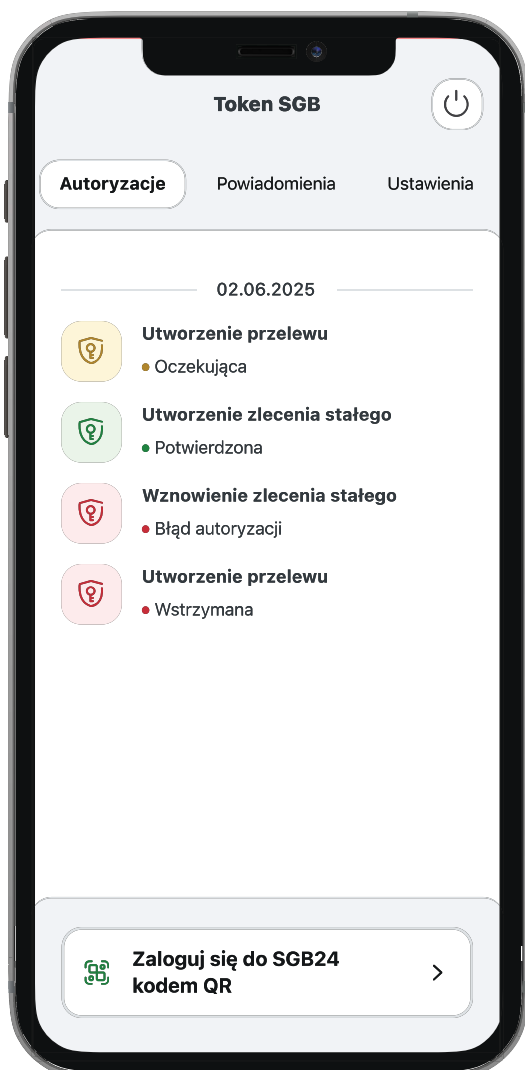 Token SGB
Autoryzacje Powiadomienia Ustawienia
02.06.2025
Utworzenie przelewu
Oczekująca
Utworzenie zlecenia stałego
Potwierdzona
Wznowienie zlecenia stałego
Błąd autoryzacji
Utworzenie przelewu
Wstrzymana
Zaloguj się do SGB24
kodem QR